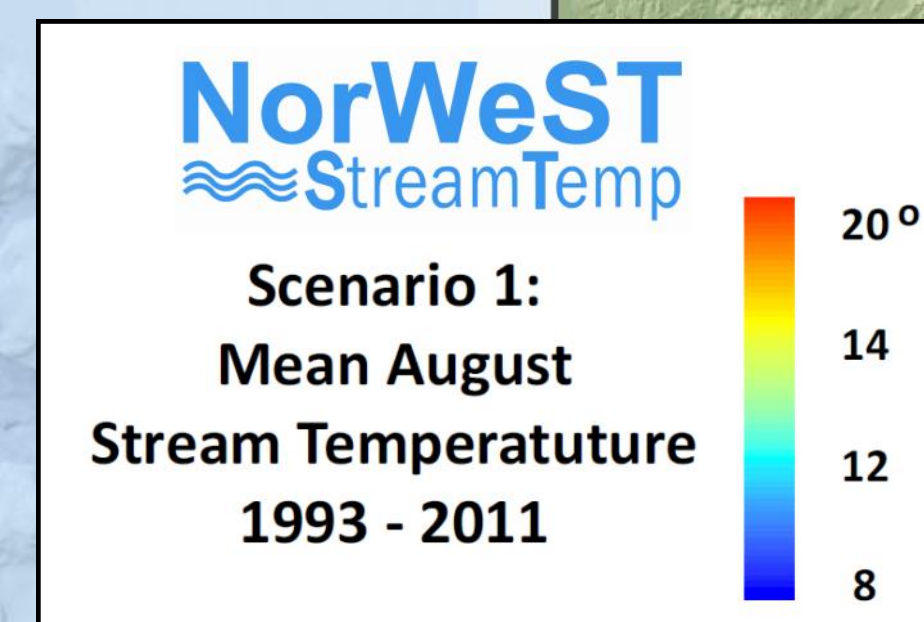 NorWeST
StreamTemp
Scenario 1:
Mean August
Stream Temperatuture
1993 - 2011
20 º
14
12
8